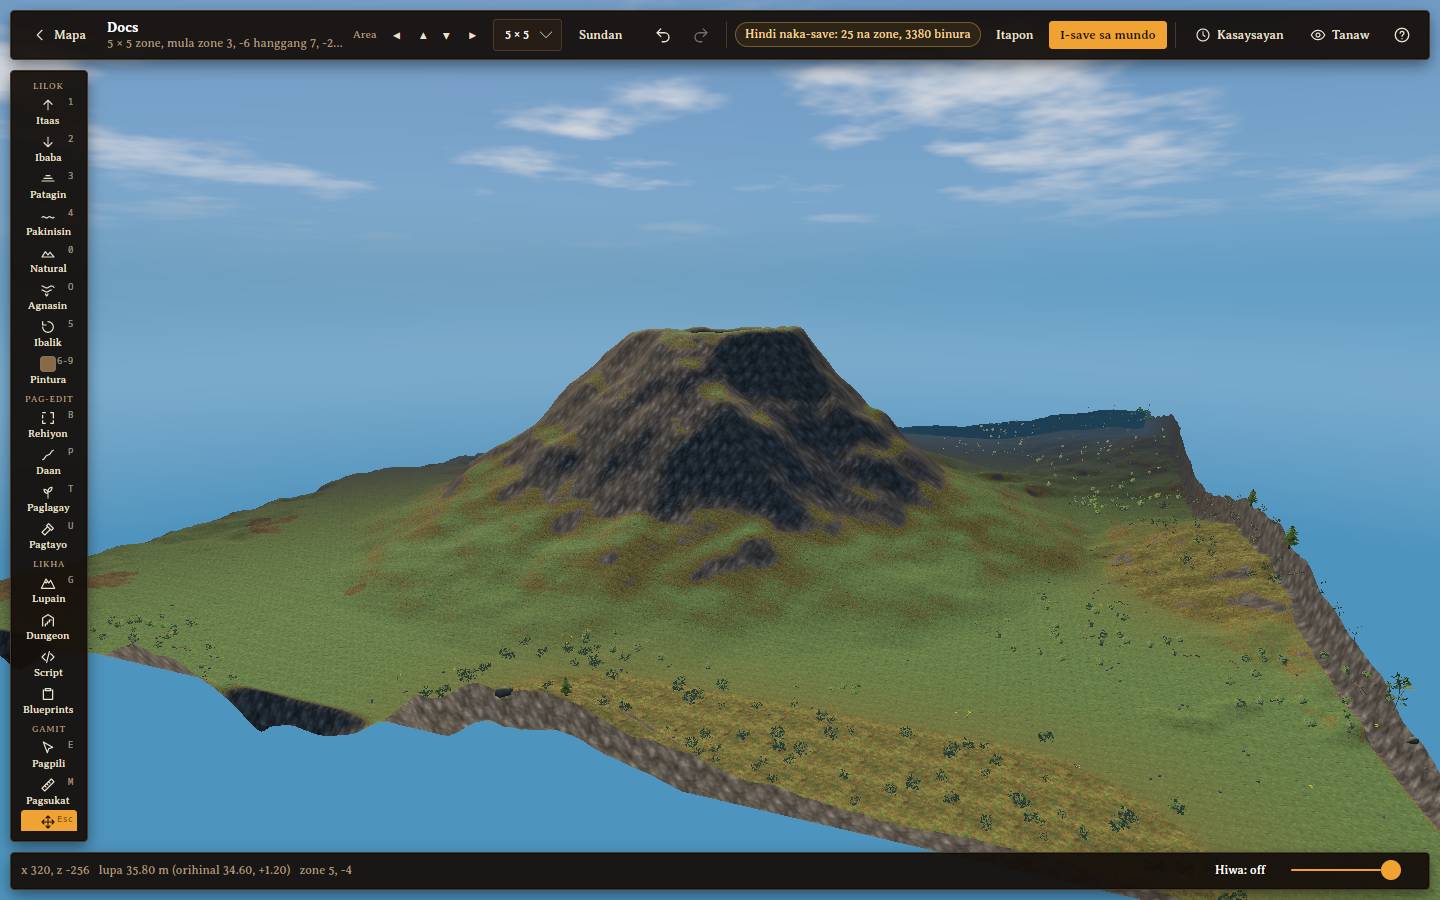 Mapa
Docs
5 × 5 zone, mula zone 3, -6 hanggang 7, -2...
Area
5 × 5
Sundan
Hindi naka-save: 25 na zone, 3380 binura
Itapon
I-save sa mundo
Kasaysayan
Tanaw
LILOK
1
Itaas
2
Ibaba
3
Patagin
4
Pakinisin
0
Natural
O
Agnasin
5
Ibalik
6-9
Pintura
PAG-EDIT
B
Rehiyon
P
Daan
T
Paglagay
U
Pagtayo
LIKHA
G
Lupain
Dungeon
Script
Blueprints
GAMIT
E
Pagpili
M
Pagsukat
Esc
x 320, z -256 lupa 35.80 m (orihinal 34.60, +1.20) zone 5, -4
Hiwa: off